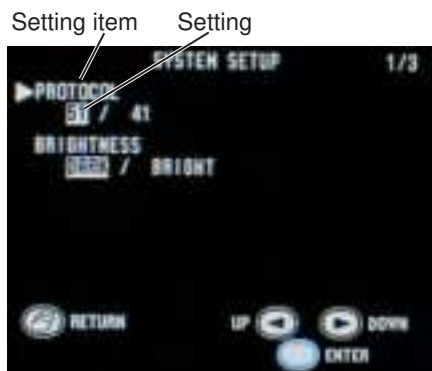 Setting item Setting
SYSTEM SETUP 1/3
PROTOCOL
51 / 41
BRIGHTNESS
DARK / BRIGHT
RETURN UP DOWN
ENTER